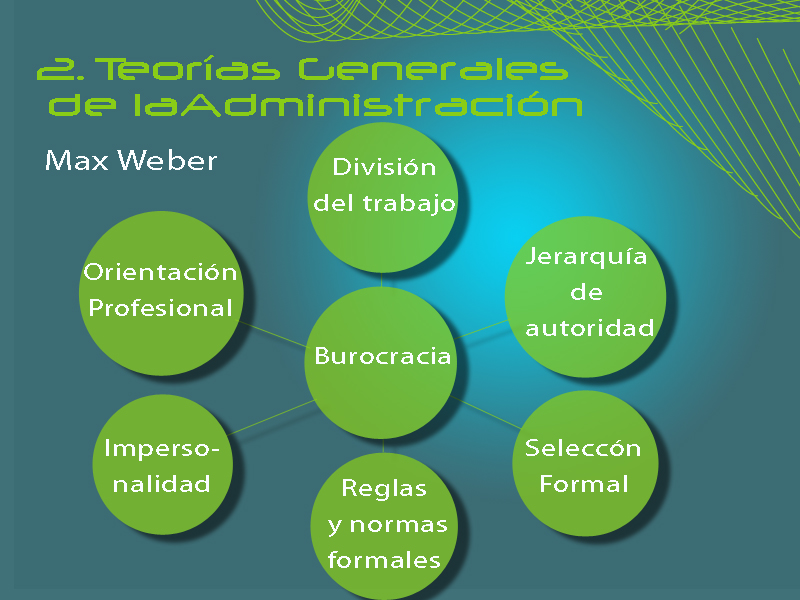 2. Teorías Generales
de laAdministración
Max Weber
División
del trabajo
Jerarquía
de
autoridad
Seleccón
Formal
Reglas
y normas
formales
Imperso-
nalidad
Orientación
Profesional
Burocracia